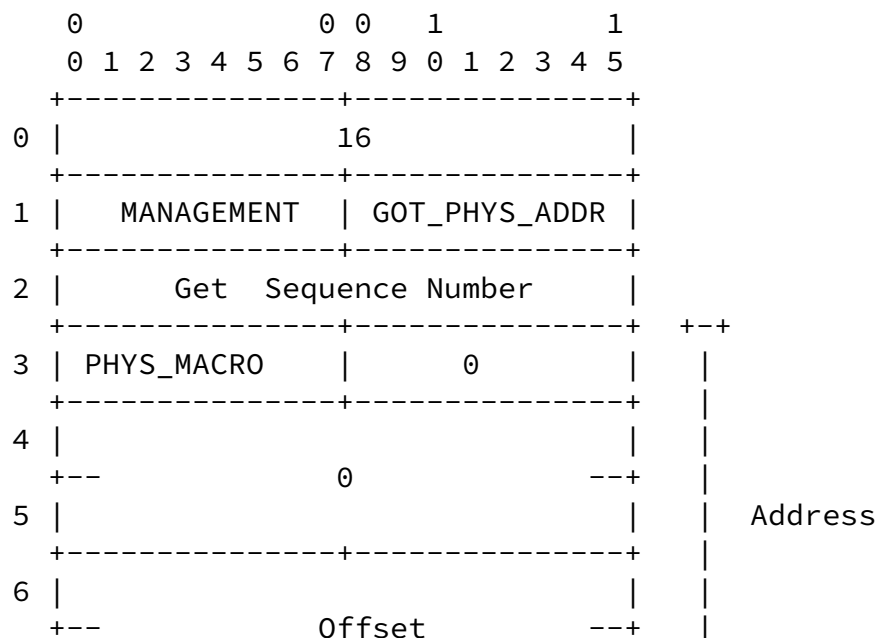 0             0 0   1         1
    0 1 2 3 4 5 6 7 8 9 0 1 2 3 4 5
   +---------------+---------------+
0  |              16               |
   +---------------+---------------+
1  |   MANAGEMENT  | GOT_PHYS_ADDR |
   +---------------+---------------+
2  |      Get  Sequence Number     |
   +---------------+---------------+  +-+
3  | PHYS_MACRO    |      0        |   |
   +---------------+---------------+   |
4  |                               |   |
   +--             0             --+   |
5  |                               |   |  Address
   +---------------+---------------+   |
6  |                               |   |
   +--            Offset         --+   |